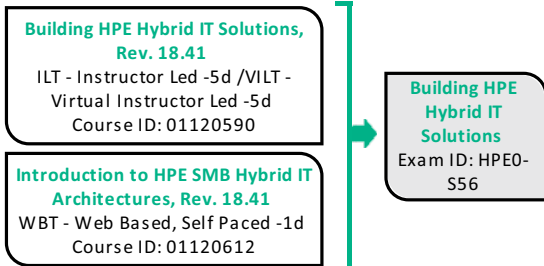 Building HPE Hybrid IT Solutions,
Rev. 18.41
ILT - Instructor Led -5d /VILT -
Virtual Instructor Led -5d
Course ID: 01120590
Introduction to HPE SMB Hybrid IT
Architectures, Rev. 18.41
WBT - Web Based, Self Paced -1d
Course ID: 01120612
Building HPE
Hybrid IT
Solutions
Exam ID: HPE0-
S56